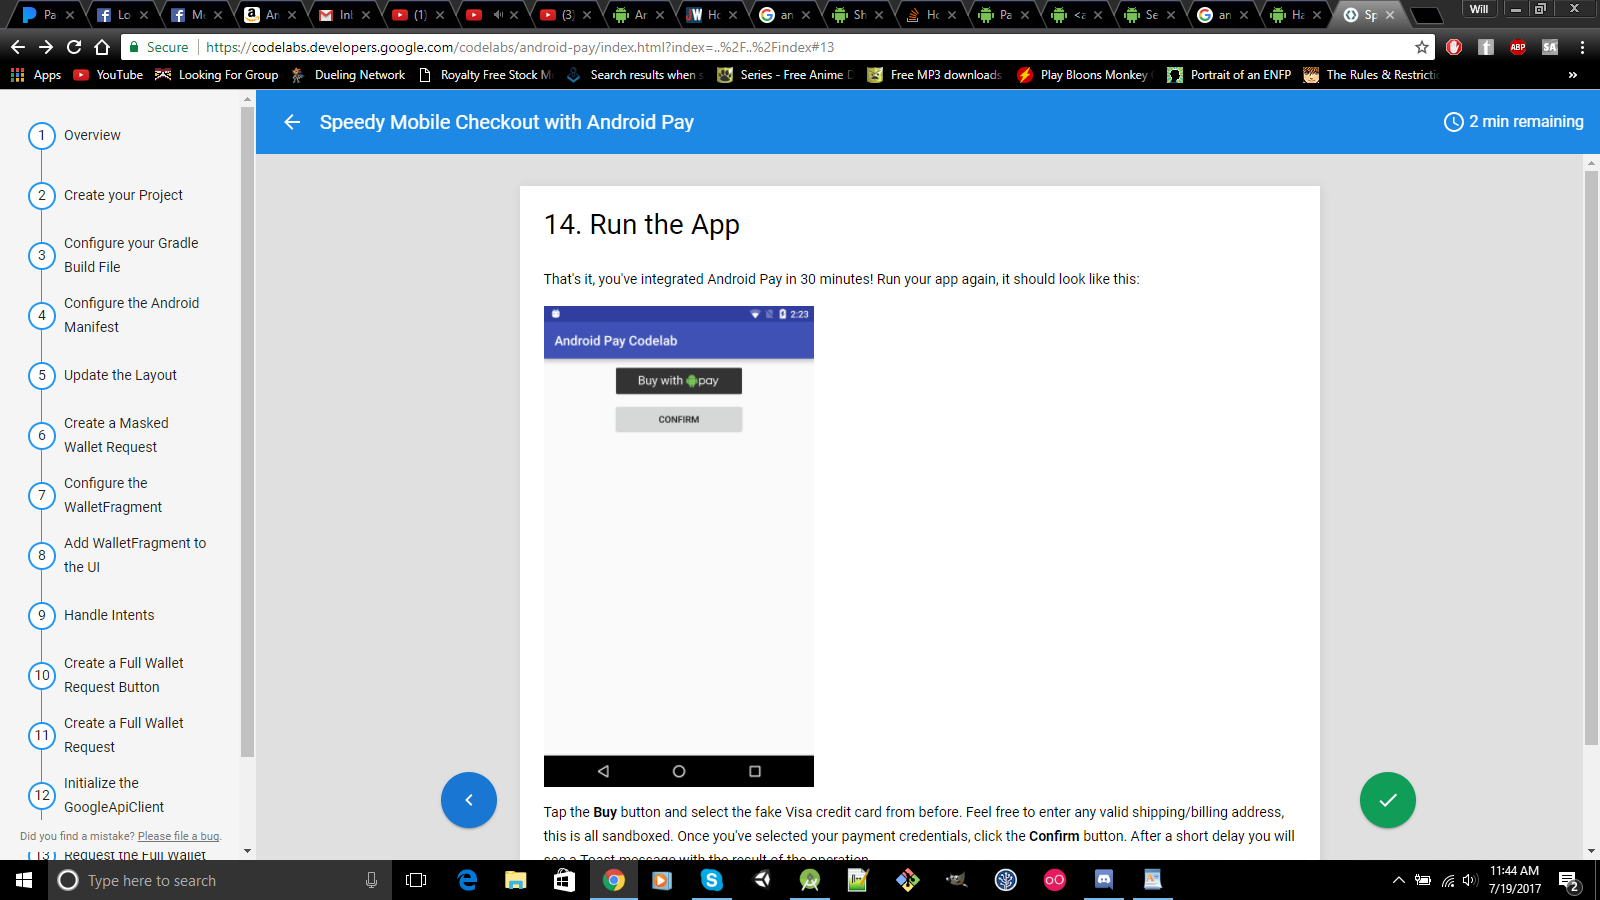 Pa
Lo
Me
An
Inb
(1)
(3)
An
Ho
an
Sh
Ho
Pa
<a
Se
an
Ha
Sp
Will
Secure
https://codelabs.developers.google.com/codelabs/android-pay/index.html?index=..%2F..%2Findex#13
ABP
SA
Apps
YouTube
Looking For Group
Dueling Network
Royalty Free Stock M
Search results when s
Series - Free Anime D
Free MP3 downloads
Play Bloons Monkey
Portrait of an ENFP
The Rules & Restricti
»
Speedy Mobile Checkout with Android Pay
2 min remaining
1 Overview
2 Create your Project
3 Configure your Gradle
Build File
4 Configure the Android
Manifest
5 Update the Layout
6 Create a Masked
Wallet Request
7 Configure the
WalletFragment
8 Add WalletFragment to
the UI
9 Handle Intents
10 Create a Full Wallet
Request Button
11 Create a Full Wallet
Request
12 Initialize the
GoogleApiClient
Did you find a mistake? Please file a bug.
13 Request the Full Wallet
14. Run the App
That's it, you've integrated Android Pay in 30 minutes! Run your app again, it should look like this:
2:23
Android Pay Codelab
Buy with pay
CONFIRM
Tap the Buy button and select the fake Visa credit card from before. Feel free to enter any valid shipping/billing address,
this is all sandboxed. Once you've selected your payment credentials, click the Confirm button. After a short delay you will
see a Toast message with the result of the operation.
Type here to search
11:44 AM
7/19/2017
2